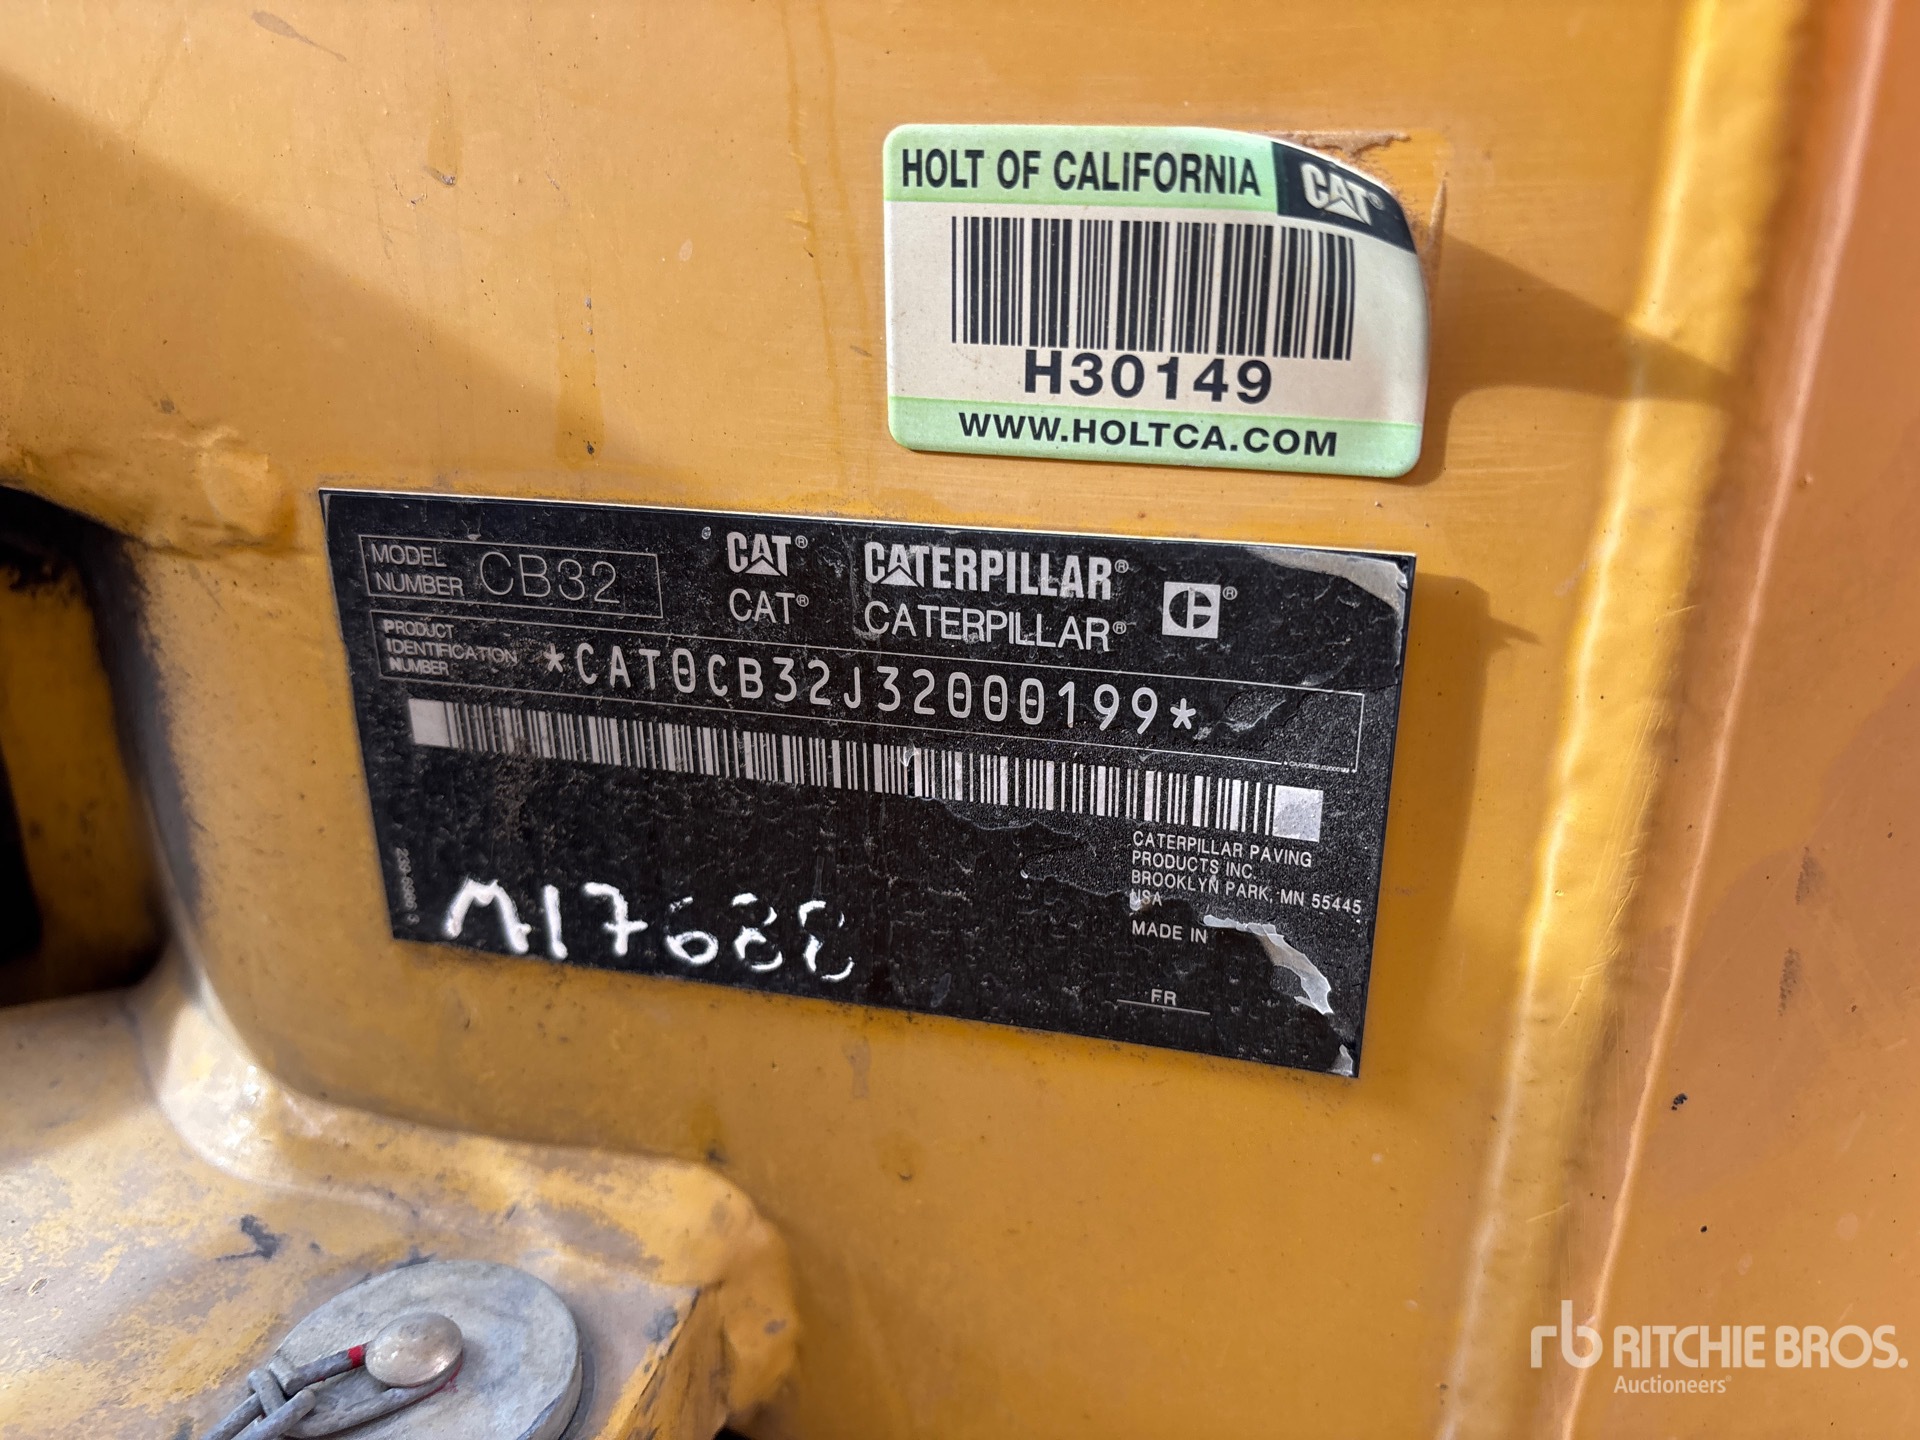 HOLT OF CALIFORNIA CAT®
H30149
WWW.HOLTCA.COM
MODEL NUMBER CB32
CAT® CATERPILLAR®
CAT® CATERPILLAR®
PRODUCT IDENTIFICATION NUMBER *CAT0CB32J32000199*
CATERPILLAR PAVING
PRODUCTS INC.
BROOKLYN PARK, MN 55445
USA
MADE IN
FR
rb RITCHIE BROS.
Auctioneers